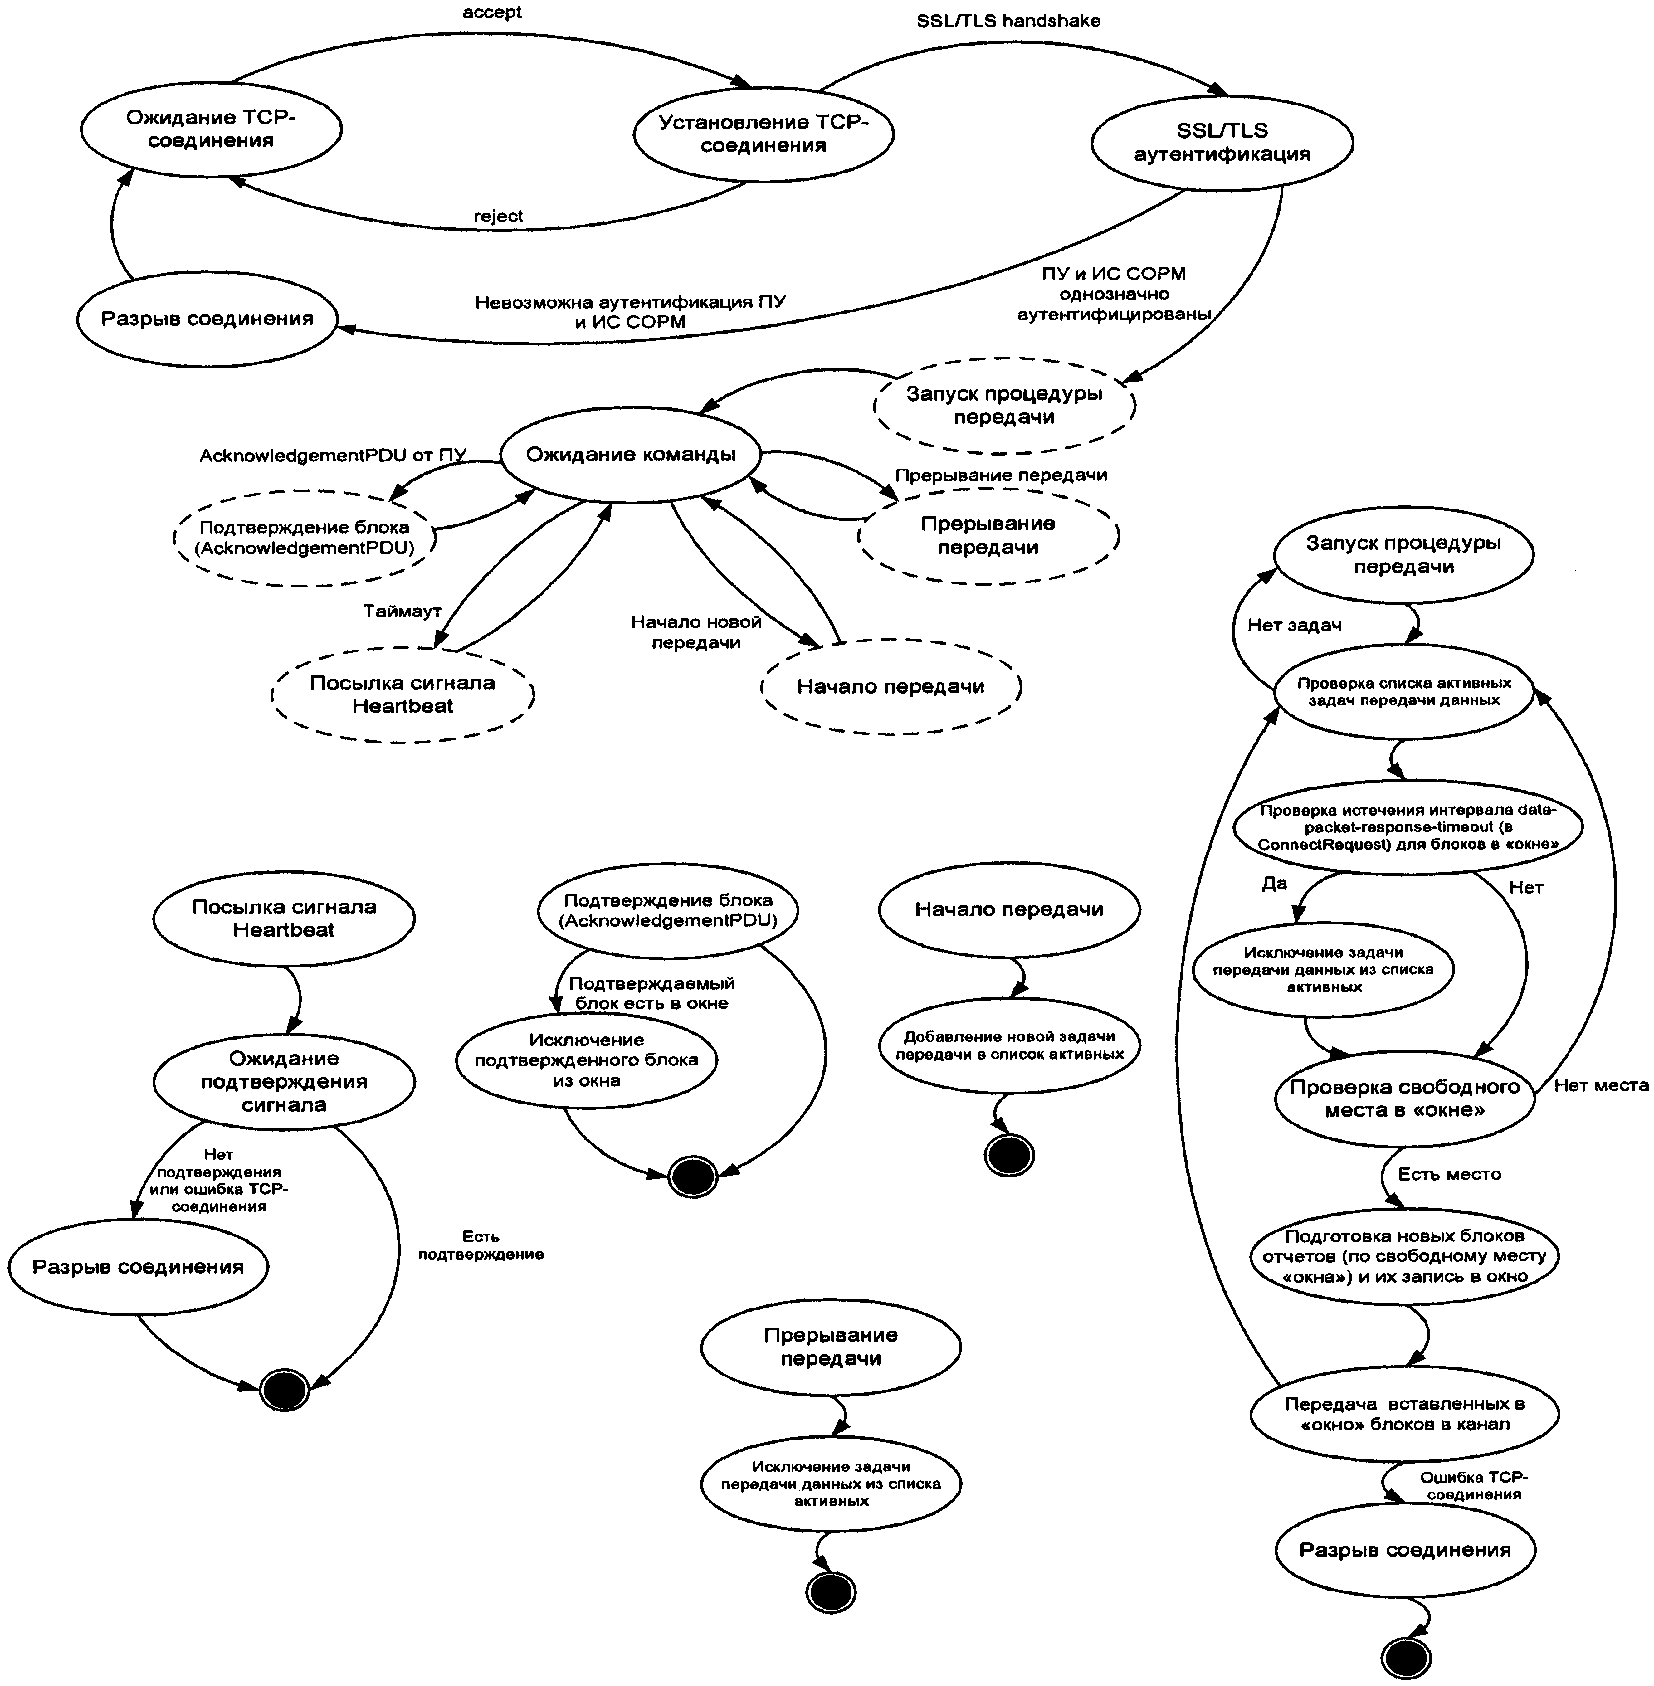 accept
SSL/TLS handshake
Ожидание TCP-
соединения
Установление TCP-
соединения
SSL/TLS
аутентификация
reject
Разрыв соединения
Невозможна аутентификация ПУ
и ИС СОРМ
ПУ и ИС СОРМ
однозначно
аутентифицированы
Запуск процедуры
передачи
Ожидание команды
AcknowledgementPDU от ПУ
Прерывание передачи
Подтверждение блока
(AcknowledgementPDU)
Прерывание
передачи
Таймаут
Начало новой
передачи
Посылка сигнала
Heartbeat
Начало передачи
Запуск процедуры
передачи
Нет задач
Проверка списка активных
задач передачи данных
Проверка истечения интервала data-
packet-response-timeout (в
ConnectRequest) для блоков в «окне»
Да
Нет
Исключение задачи
передачи данных из списка
активных
Проверка свободного
места в «окне»
Нет места
Есть место
Подготовка новых блоков
отчетов (по свободному месту
«окна») и их запись в окно
Передача вставленных в
«окно» блоков в канал
Ошибка TCP-
соединения
Разрыв соединения
Посылка сигнала
Heartbeat
Ожидание
подтверждения
сигнала
Нет
подтверждения
или ошибка TCP-
соединения
Есть
подтверждение
Разрыв соединения
Подтверждение блока
(AcknowledgementPDU)
Подтверждаемый
блок есть в окне
Исключение
подтвержденного блока
из окна
Начало передачи
Добавление новой задачи
передачи в список активных
Прерывание
передачи
Исключение задачи
передачи данных из списка
активных